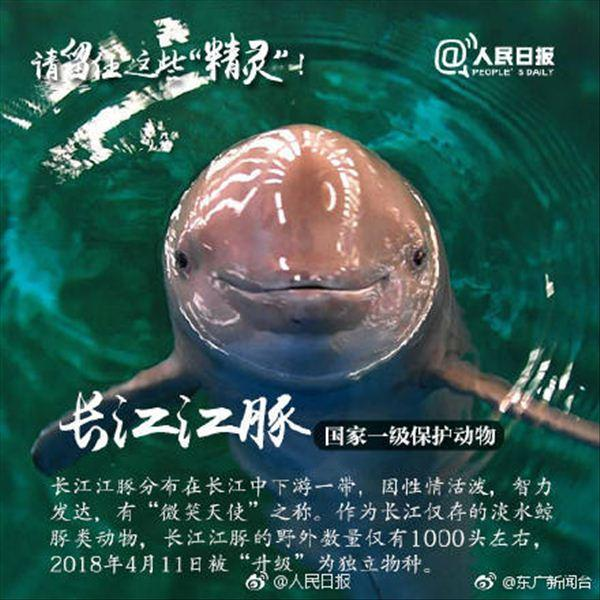 请留住这些“精灵”！
@人民日报
PEOPLE'S DAILY
长江江豚
国家一级保护动物
长江江豚分布在长江中下游一带，因性情活泼，智力
发达，有“微笑天使”之称。作为长江仅存的淡水鲸
豚类动物，长江江豚的野外数量仅有1000头左右，
2018年4月11日被“升级”为独立物种。
@人民日报
@东广新闻台